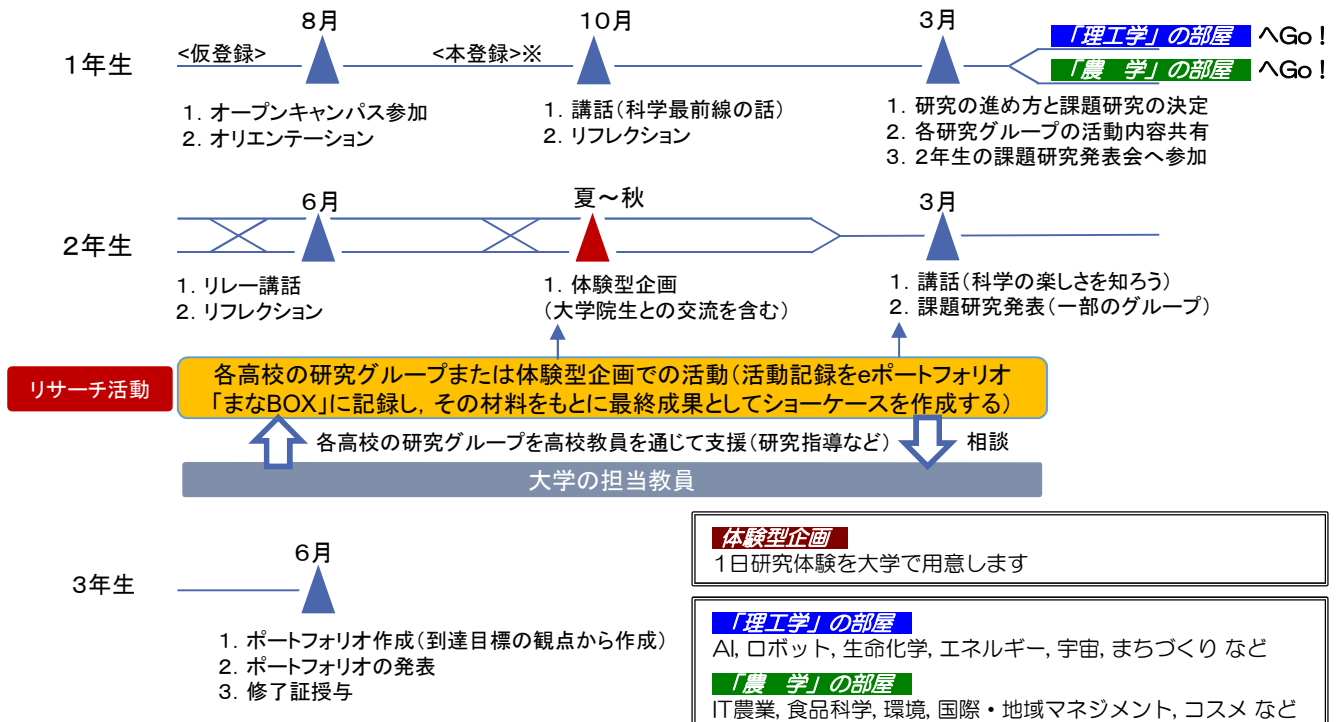 8月
10月
3月
「理工学」の部屋 へGo！
1年生
<仮登録>
<本登録>※
「農　学」の部屋 へGo！
1. オープンキャンパス参加
2. オリエンテーション
1. 講話（科学最前線の話）
2. リフレクション
1. 研究の進め方と課題研究の決定
2. 各研究グループの活動内容共有
3. 2年生の課題研究発表会へ参加
2年生
6月
夏～秋
3月
1. リレー講話
2. リフレクション
1. 体験型企画
（大学院生との交流を含む）
1. 講話（科学の楽しさを知ろう）
2. 課題研究発表（一部のグループ）
リサーチ活動
各高校の研究グループまたは体験型企画での活動（活動記録をeポートフォリオ
「まなBOX」に記録し，その材料をもとに最終成果としてショーケースを作成する）
各高校の研究グループを高校教員を通じて支援（研究指導など）
相談
大学の担当教員
3年生
6月
1. ポートフォリオ作成（到達目標の観点から作成）
2. ポートフォリオの発表
3. 修了証授与
体験型企画
1日研究体験を大学で用意します
「理工学」の部屋
AI, ロボット, 生命化学, エネルギー, 宇宙, まちづくり など
「農　学」の部屋
IT農業, 食品科学, 環境, 国際・地域マネジメント, コスメ など